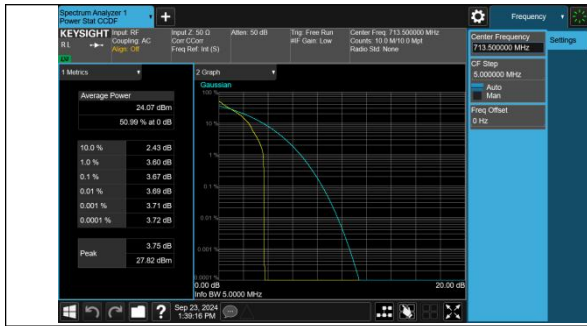 Spectrum Analyzer 1
Power Stat CCDF
Frequency
KEYSIGHT
Input: RF
Coupling: AC
Align: Off
Input Z: 50 Ω
Corr CCorr
Freq Ref: Int (S)
Atten: 50 dB
Trig: Free Run
#IF Gain: Low
Center Freq: 713.500000 MHz
Counts: 10.0 M/10.0 Mpt
Radio Std: None
R L
Center Frequency
713.500000 MHz
Settings
CF Step
5.000000 MHz
Auto
Man
Freq Offset
0 Hz
1 Metrics
Average Power
24.07 dBm
50.99 % at 0 dB
10.0 % 2.43 dB
1.0 % 3.60 dB
0.1 % 3.67 dB
0.01 % 3.69 dB
0.001 % 3.71 dB
0.0001 % 3.72 dB
Peak
3.75 dB
27.82 dBm
2 Graph
Gaussian
100 %
10 %
1 %
0.1 %
0.01 %
0.001 %
0.0001 %
0.00 dB
20.00 dB
Info BW 5.0000 MHz
?
Sep 23, 2024
1:39:16 PM